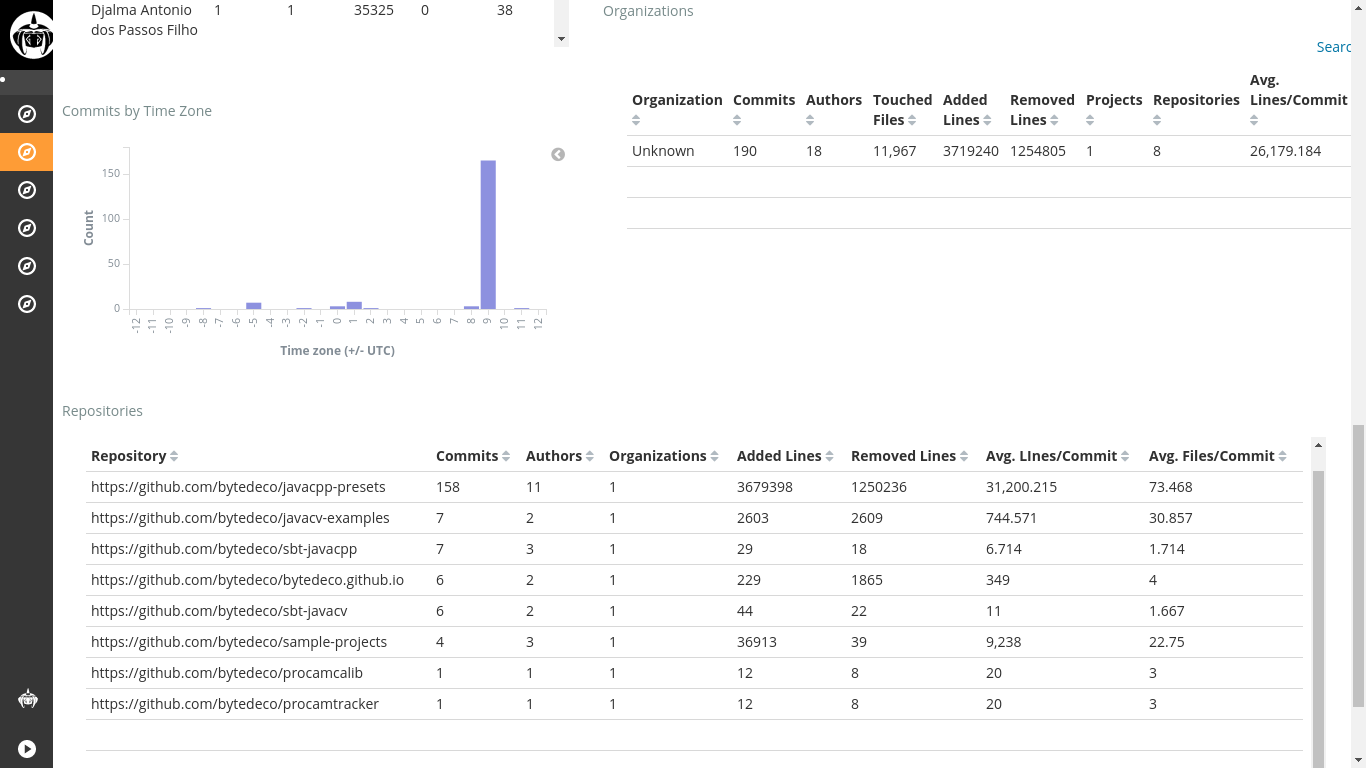 Djalma Antonio dos Passos Filho 1 1 35325 0 38
Organizations
Searc
Organization Commits Authors Touched Files Added Lines Removed Lines Projects Repositories Avg. Lines/Commit
Unknown 190 18 11,967 3719240 1254805 1 8 26,179.184
Commits by Time Zone
150
100
50
0
Count
-12 -11 -10 -9 -8 -7 -6 -5 -4 -3 -2 -1 0 1 2 3 4 5 6 7 8 9 10 11 12
Time zone (+/- UTC)
Repositories
Repository Commits Authors Organizations Added Lines Removed Lines Avg. LInes/Commit Avg. Files/Commit
https://github.com/bytedeco/javacpp-presets 158 11 1 3679398 1250236 31,200.215 73.468
https://github.com/bytedeco/javacv-examples 7 2 1 2603 2609 744.571 30.857
https://github.com/bytedeco/sbt-javacpp 7 3 1 29 18 6.714 1.714
https://github.com/bytedeco/bytedeco.github.io 6 2 1 229 1865 349 4
https://github.com/bytedeco/sbt-javacv 6 2 1 44 22 11 1.667
https://github.com/bytedeco/sample-projects 4 3 1 36913 39 9,238 22.75
https://github.com/bytedeco/procamcalib 1 1 1 12 8 20 3
https://github.com/bytedeco/procamtracker 1 1 1 12 8 20 3